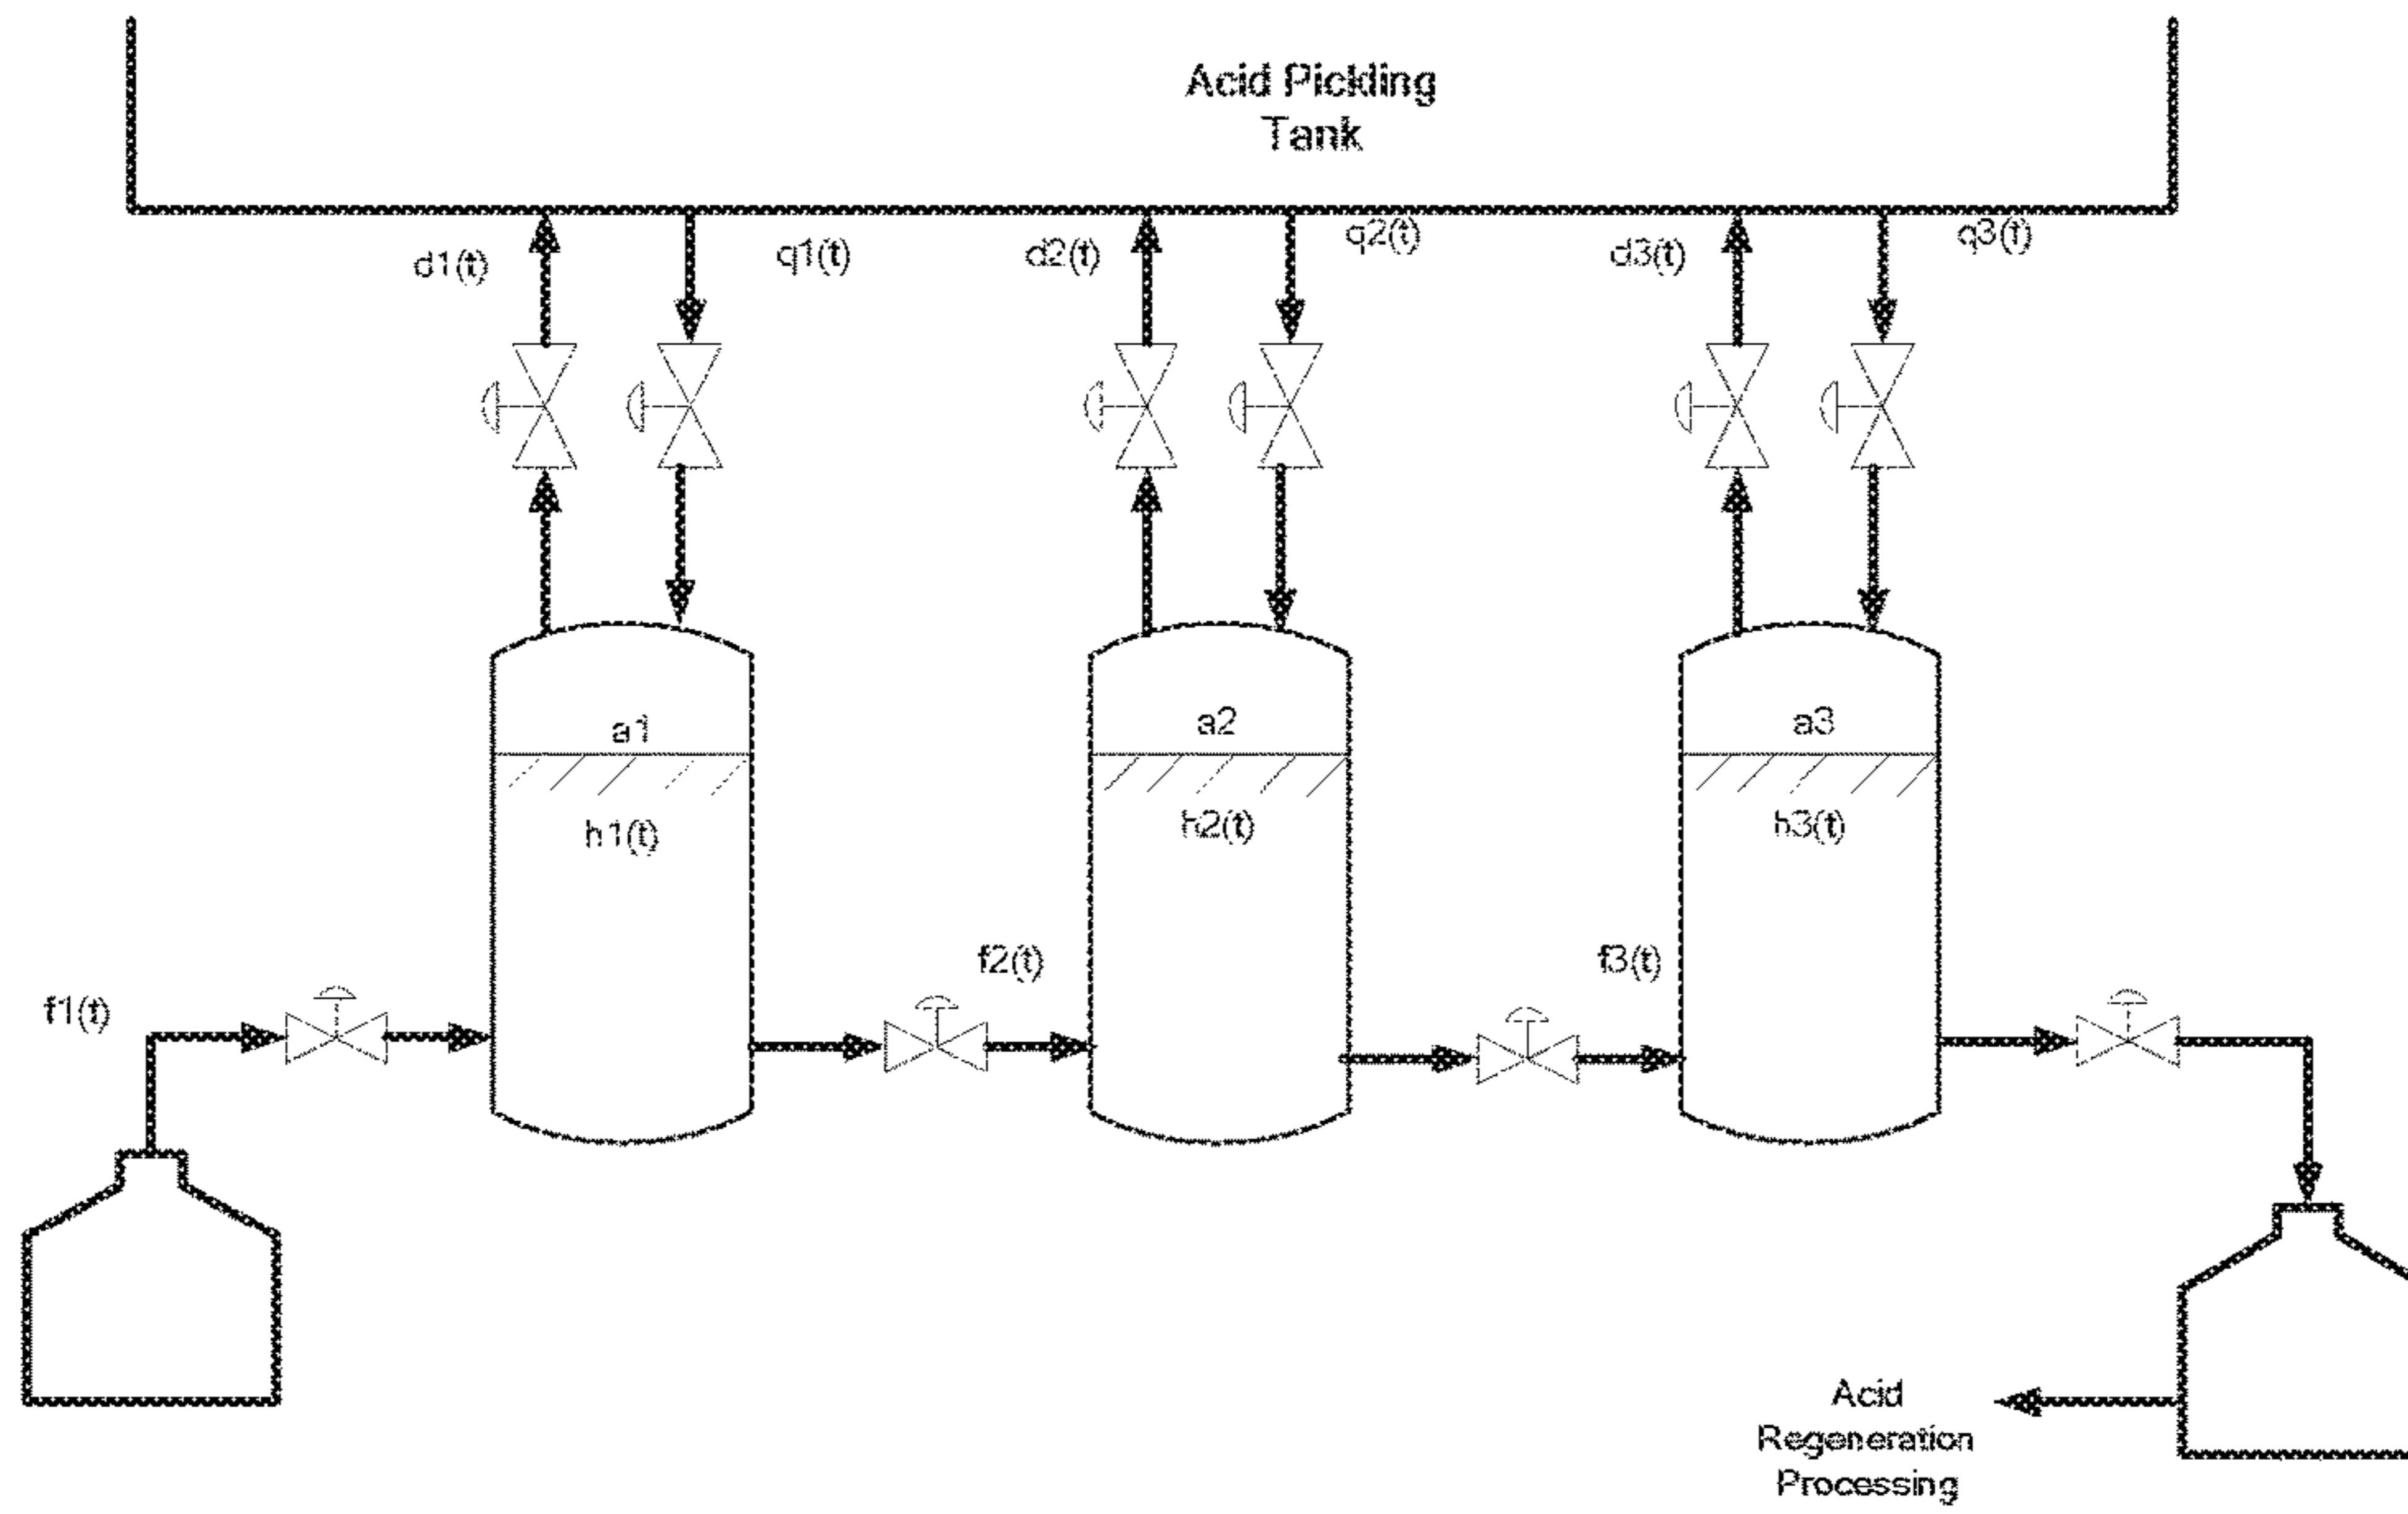 Acid Pickling
Tank
d1(t)
q1(t)
d2(t)
q2(t)
d3(t)
q3(t)
a1
a2
a3
h1(t)
h2(t)
h3(t)
f1(t)
f2(t)
f3(t)
Acid
Regeneration
Processing